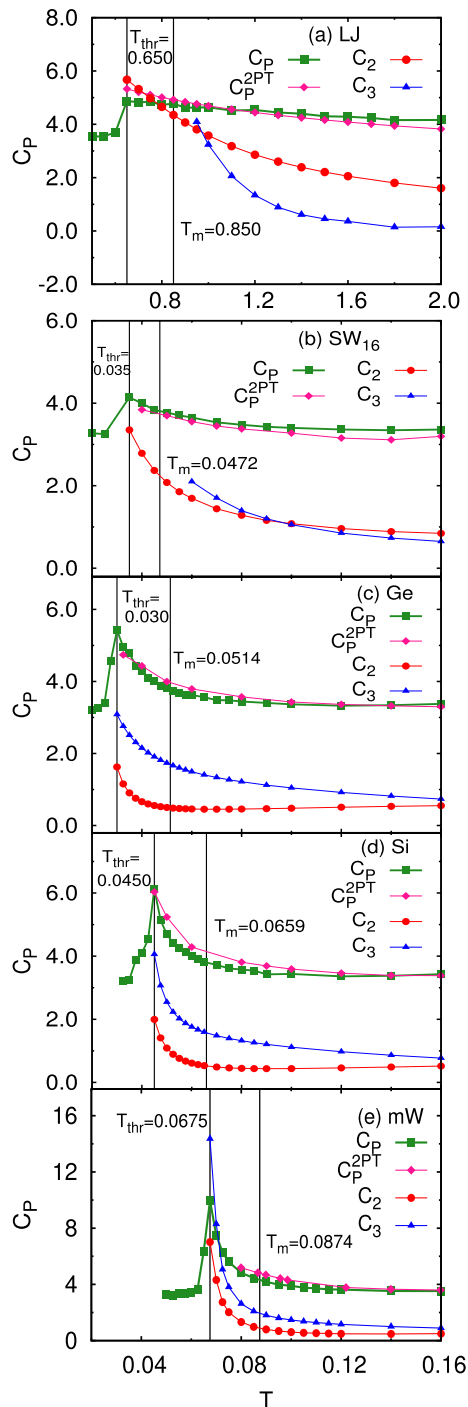 (a) LJ
T_thr=
0.650
C_P
C_2
C_P^2PT
C_3
T_m=0.850
C_P
8.0
6.0
4.0
2.0
0.0
-2.0
0.8
1.2
1.6
2.0
(b) SW_16
T_thr=
0.035
C_P
C_2
C_P^2PT
C_3
T_m=0.0472
C_P
6.0
4.0
2.0
0.0
(c) Ge
T_thr=
0.030
C_P
C_P^2PT
C_2
C_3
T_m=0.0514
C_P
6.0
4.0
2.0
0.0
(d) Si
T_thr=
0.0450
C_P
C_P^2PT
C_2
C_3
T_m=0.0659
C_P
6.0
4.0
2.0
0.0
(e) mW
T_thr=0.0675
C_P
C_P^2PT
C_2
C_3
T_m=0.0874
C_P
16
12
8
4
0
0.04
0.08
0.12
0.16
T